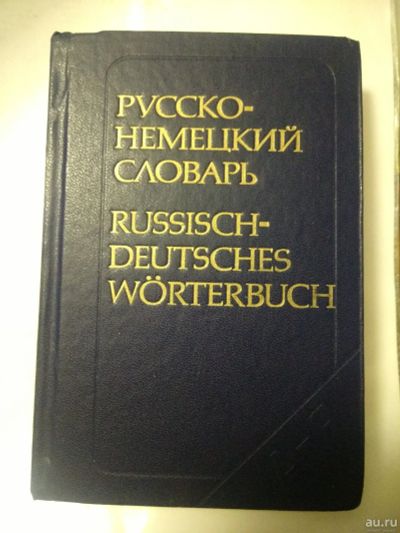 РУССКО-
НЕМЕЦКИЙ
СЛОВАРЬ
RUSSISCH-
DEUTSCHES
WÖRTERBUCH
au.ru